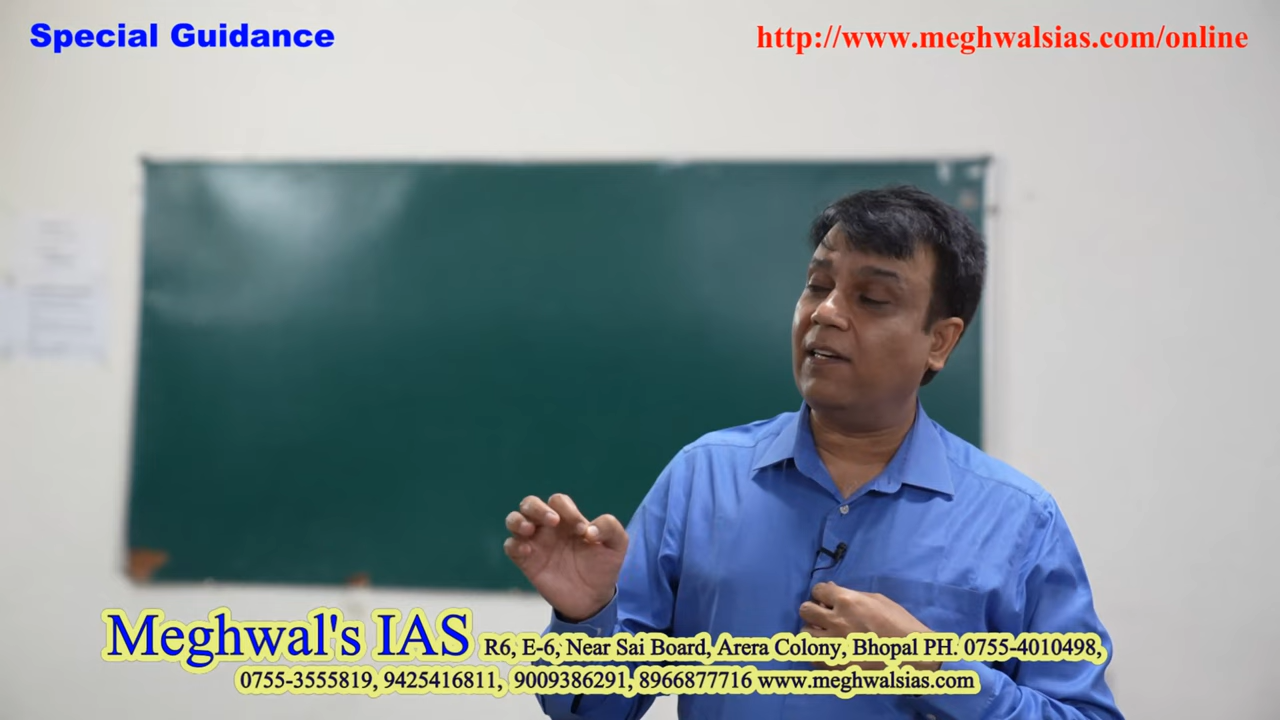 Special Guidance
http://www.meghwalsias.com/online
Meghwal's IAS R6, E-6, Near Sai Board, Arera Colony, Bhopal PH. 0755-4010498,
0755-3555819, 9425416811, 9009386291, 8966877716 www.meghwalsias.com